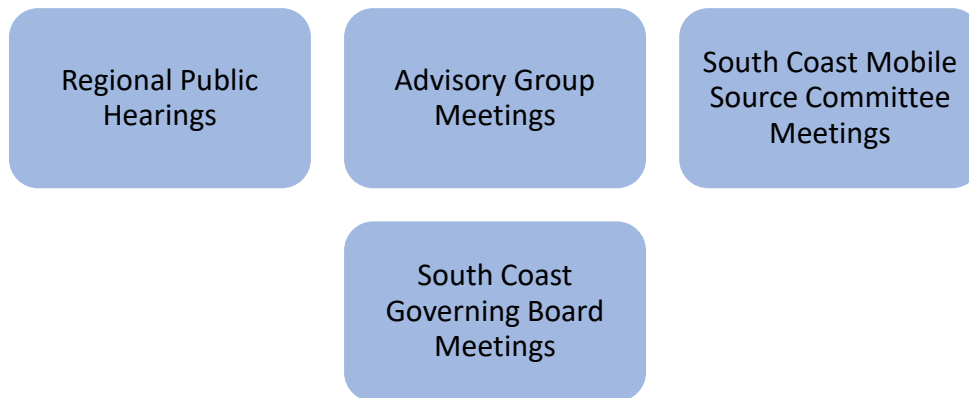 Regional Public
Hearings
Advisory Group
Meetings
South Coast Mobile
Source Committee
Meetings
South Coast
Governing Board
Meetings